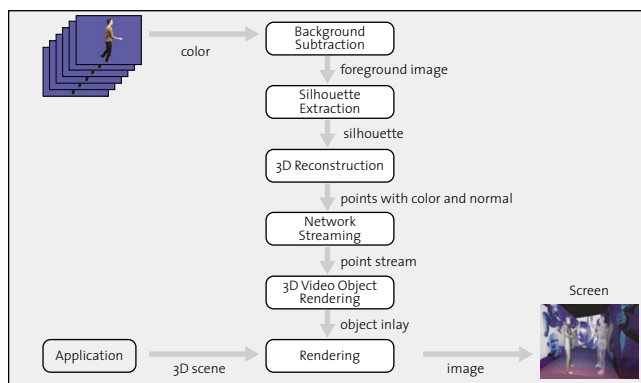 Background
Subtraction
color
foreground image
Silhouette
Extraction
silhouette
3D Reconstruction
points with color and normal
Network
Streaming
point stream
3D Video Object
Rendering
Screen
object inlay
Application
3D scene
Rendering
image